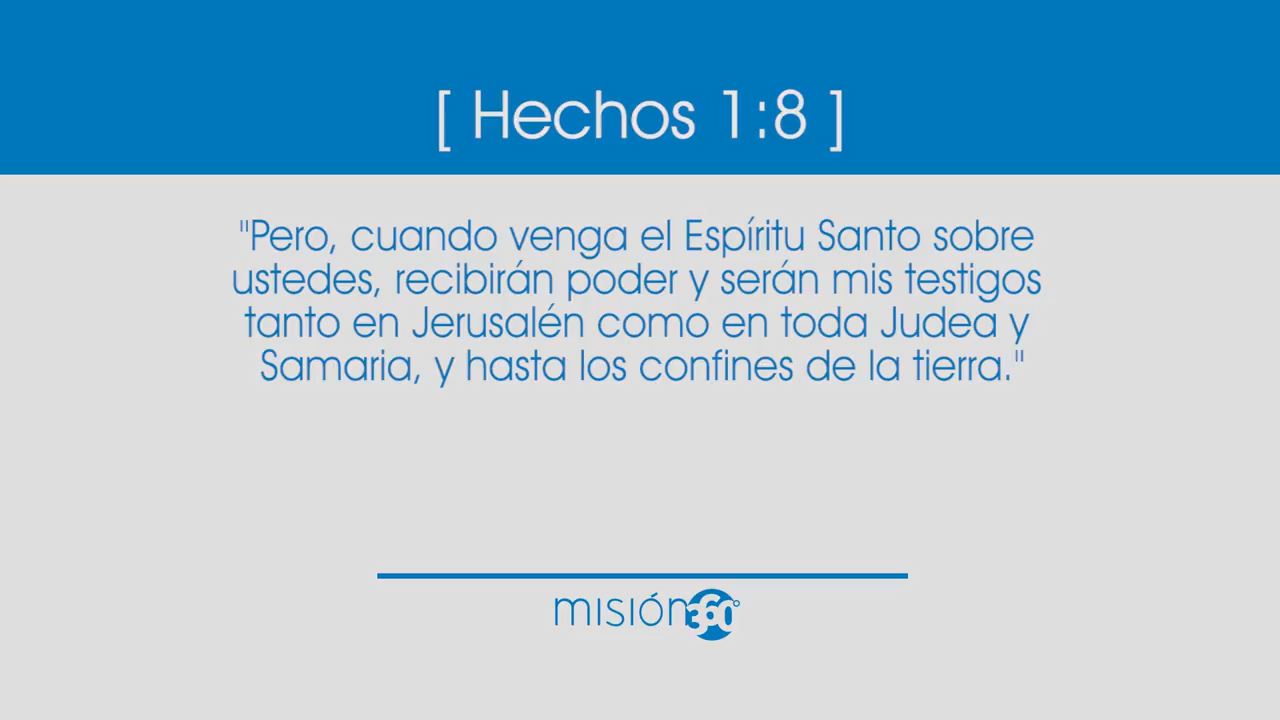 [ Hechos 1:8 ]
"Pero, cuando venga el Espíritu Santo sobre
ustedes, recibirán poder y serán mis testigos
tanto en Jerusalén como en toda Judea y
Samaria, y hasta los confines de la tierra."
misión360°